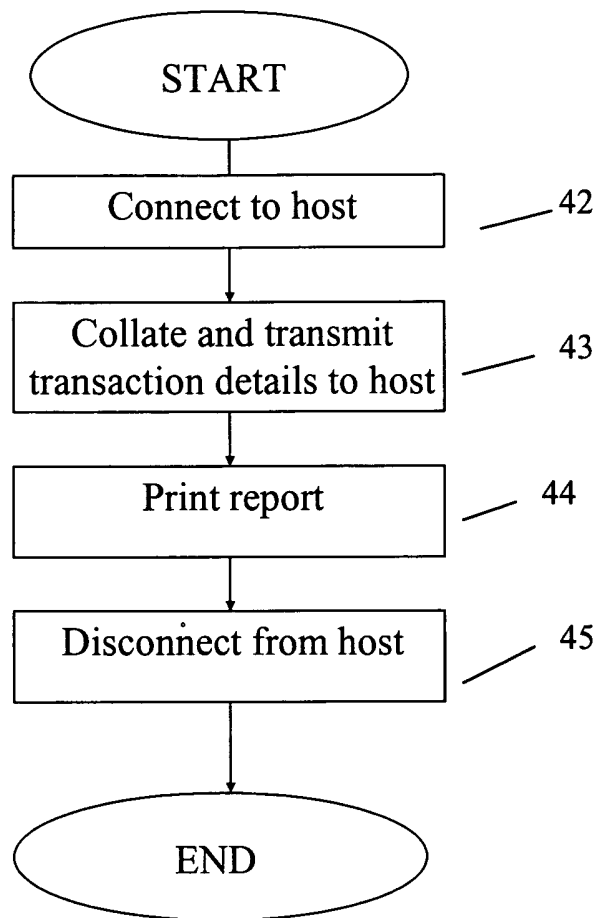 START
Connect to host
42
Collate and transmit
transaction details to host
43
Print report
44
Disconnect from host
45
END